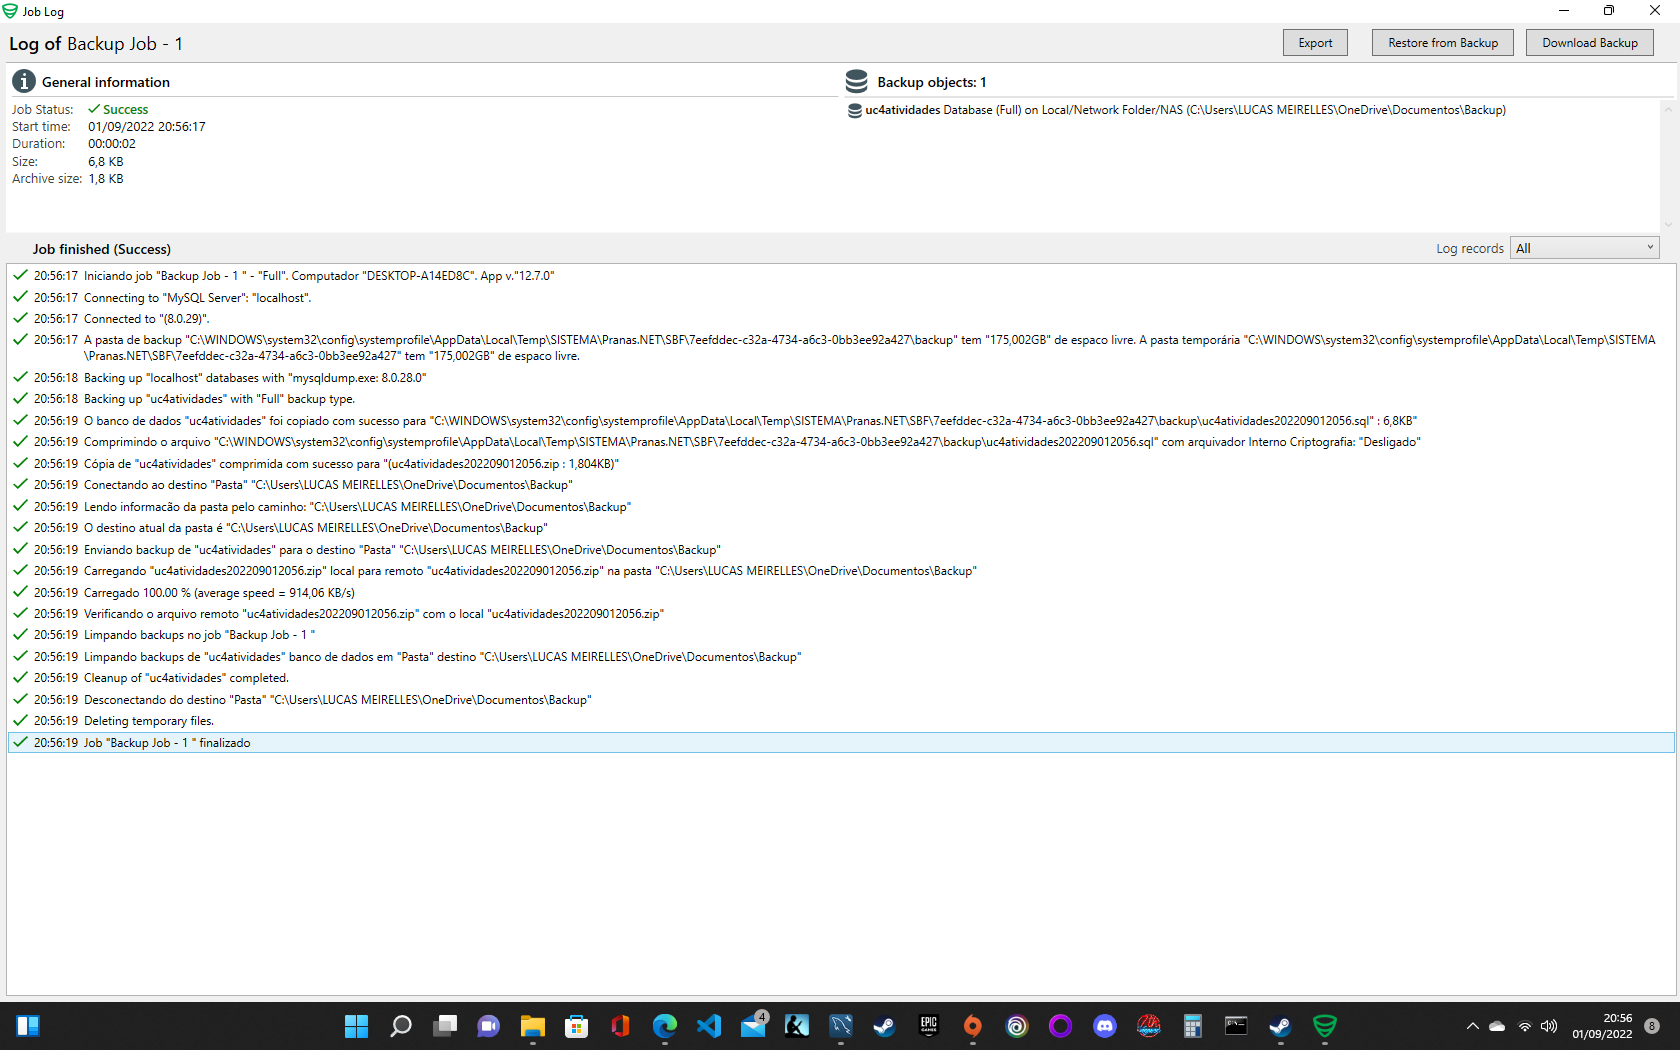 Job Log
Log of Backup Job - 1
Export
Restore from Backup
Download Backup
General information
Job Status: Success
Start time: 01/09/2022 20:56:17
Duration: 00:00:02
Size: 6,8 KB
Archive size: 1,8 KB
Backup objects: 1
uc4atividades Database (Full) on Local/Network Folder/NAS (C:\Users\LUCAS MEIRELLES\OneDrive\Documentos\Backup)
Job finished (Success)
Log records All
20:56:17 Iniciando job "Backup Job - 1 " - "Full". Computador "DESKTOP-A14ED8C". App v."12.7.0"
20:56:17 Connecting to "MySQL Server": "localhost".
20:56:17 Connected to "(8.0.29)".
20:56:17 A pasta de backup "C:\WINDOWS\system32\config\systemprofile\AppData\Local\Temp\SISTEMA\Pranas.NET\SBF\7eefddec-c32a-4734-a6c3-0bb3ee92a427\backup" tem "175,002GB" de espaco livre. A pasta temporária "C:\WINDOWS\system32\config\systemprofile\AppData\Local\Temp\SISTEMA
\Pranas.NET\SBF\7eefddec-c32a-4734-a6c3-0bb3ee92a427" tem "175,002GB" de espaco livre.
20:56:18 Backing up "localhost" databases with "mysqldump.exe: 8.0.28.0"
20:56:18 Backing up "uc4atividades" with "Full" backup type.
20:56:19 O banco de dados "uc4atividades" foi copiado com sucesso para "C:\WINDOWS\system32\config\systemprofile\AppData\Local\Temp\SISTEMA\Pranas.NET\SBF\7eefddec-c32a-4734-a6c3-0bb3ee92a427\backup\uc4atividades202209012056.sql" : 6,8KB"
20:56:19 Comprimindo o arquivo "C:\WINDOWS\system32\config\systemprofile\AppData\Local\Temp\SISTEMA\Pranas.NET\SBF\7eefddec-c32a-4734-a6c3-0bb3ee92a427\backup\uc4atividades202209012056.sql" com arquivador Interno Criptografia: "Desligado"
20:56:19 Cópia de "uc4atividades" comprimida com sucesso para "(uc4atividades202209012056.zip : 1,804KB)"
20:56:19 Conectando ao destino "Pasta" "C:\Users\LUCAS MEIRELLES\OneDrive\Documentos\Backup"
20:56:19 Lendo informacão da pasta pelo caminho: "C:\Users\LUCAS MEIRELLES\OneDrive\Documentos\Backup"
20:56:19 O destino atual da pasta é "C:\Users\LUCAS MEIRELLES\OneDrive\Documentos\Backup"
20:56:19 Enviando backup de "uc4atividades" para o destino "Pasta" "C:\Users\LUCAS MEIRELLES\OneDrive\Documentos\Backup"
20:56:19 Carregando "uc4atividades202209012056.zip" local para remoto "uc4atividades202209012056.zip" na pasta "C:\Users\LUCAS MEIRELLES\OneDrive\Documentos\Backup"
20:56:19 Carregado 100.00 % (average speed = 914,06 KB/s)
20:56:19 Verificando o arquivo remoto "uc4atividades202209012056.zip" com o local "uc4atividades202209012056.zip"
20:56:19 Limpando backups no job "Backup Job - 1 "
20:56:19 Limpando backups de "uc4atividades" banco de dados em "Pasta" destino "C:\Users\LUCAS MEIRELLES\OneDrive\Documentos\Backup"
20:56:19 Cleanup of "uc4atividades" completed.
20:56:19 Desconectando do destino "Pasta" "C:\Users\LUCAS MEIRELLES\OneDrive\Documentos\Backup"
20:56:19 Deleting temporary files.
20:56:19 Job "Backup Job - 1 " finalizado
4
EPIC
GAMES
20:56
01/09/2022
8